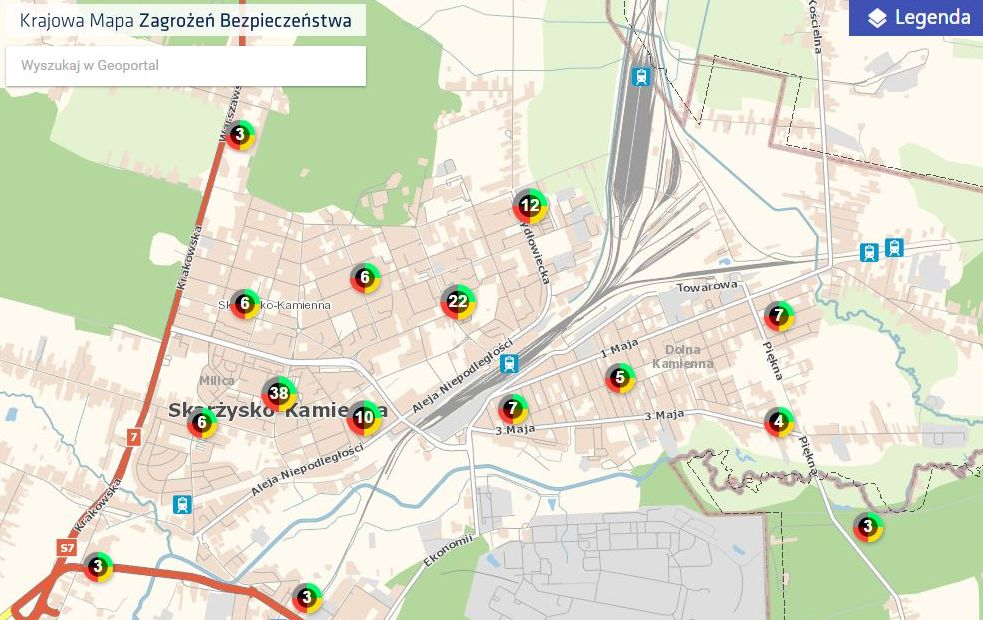 Krajowa Mapa Zagrożeń Bezpieczeństwa
Legenda
Wyszukaj w Geoportal
Kościelna
3
12
Krakowska
6
6
22
Towarowa
7
1 Maja
Dolna
Kamienna
Piękna
Aleja Niepodległości
Milica
38
5
Skarżysko-Kamienna
6
10
7
3 Maja
3 Maja
4
7
Aleja Niepodległości
Piękna
Krakowska
3
Ekonomii
S7
3
3